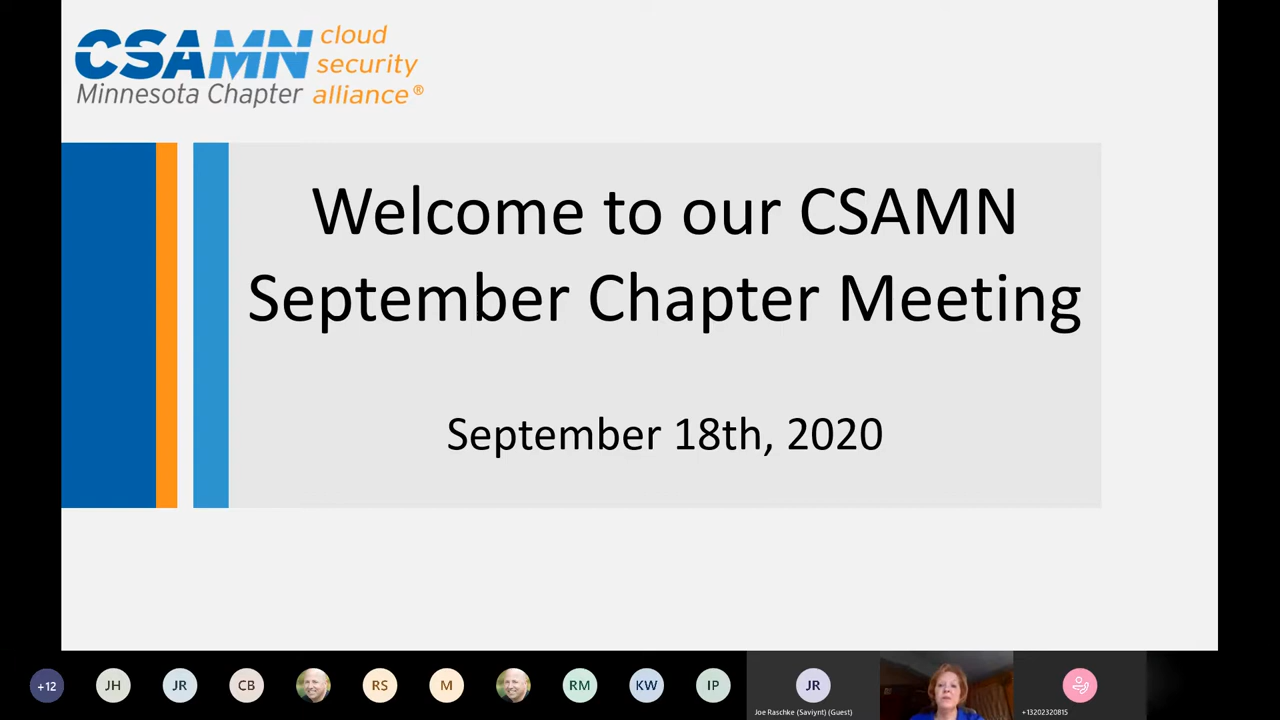 CSAMN cloud
security
Minnesota Chapter alliance®
Welcome to our CSAMN
September Chapter Meeting
September 18th, 2020
+12 JH JR CB RS M RM KW IP JR
Joe Raschke (Saviynt) (Guest) +13202320815